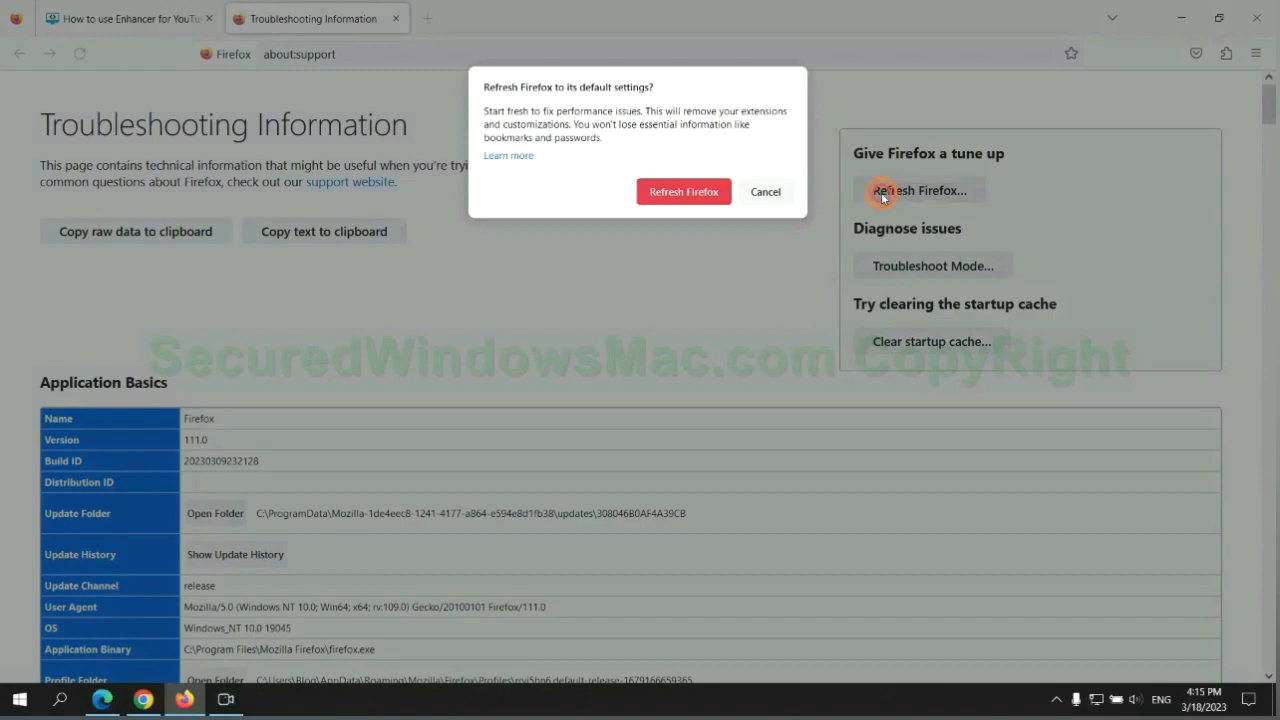 How to use Enhancer for YouTu
Troubleshooting Information
Firefox
about:support
Refresh Firefox to its default settings?
Start fresh to fix performance issues. This will remove your extensions
and customizations. You won't lose essential information like
bookmarks and passwords.
Learn more
Refresh Firefox
Cancel
Troubleshooting Information
This page contains technical information that might be useful when you're tryi
common questions about Firefox, check out our support website.
Copy raw data to clipboard
Copy text to clipboard
Give Firefox a tune up
Refresh Firefox...
Diagnose issues
Troubleshoot Mode...
Try clearing the startup cache
Clear startup cache...
SecuredWindowsMac.com CopyRight
Application Basics
Name Firefox
Version 111.0
Build ID 20230309232128
Distribution ID
Update Folder Open Folder C:\ProgramData\Mozilla-1de4eec8-1241-4177-a864-e594e8d1fb38\updates\308046B0AF4A39CB
Update History Show Update History
Update Channel release
User Agent Mozilla/5.0 (Windows NT 10.0; Win64; x64; rv:109.0) Gecko/20100101 Firefox/111.0
OS Windows_NT 10.0 19045
Application Binary C:\Program Files\Mozilla Firefox\firefox.exe
Profile Folder Open Folder
ENG
4:15 PM
3/18/2023